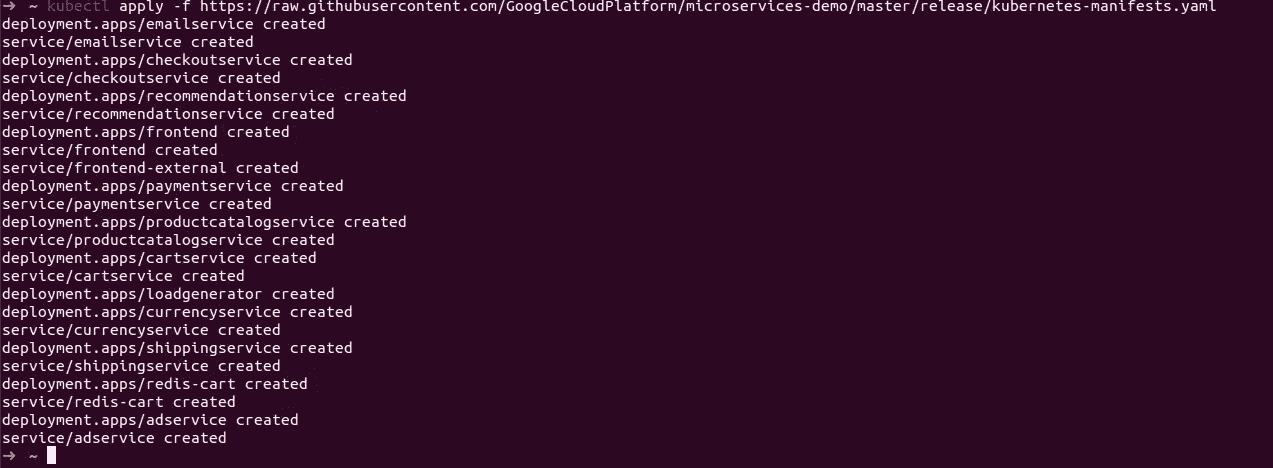 → ~ kubectl apply -f https://raw.githubusercontent.com/GoogleCloudPlatform/microservices-demo/master/release/kubernetes-manifests.yaml
deployment.apps/emailservice created
service/emailservice created
deployment.apps/checkoutservice created
service/checkoutservice created
deployment.apps/recommendationservice created
service/recommendationservice created
deployment.apps/frontend created
service/frontend created
service/frontend-external created
deployment.apps/paymentservice created
service/paymentservice created
deployment.apps/productcatalogservice created
service/productcatalogservice created
deployment.apps/cartservice created
service/cartservice created
deployment.apps/loadgenerator created
deployment.apps/currencyservice created
service/currencyservice created
deployment.apps/shippingservice created
service/shippingservice created
deployment.apps/redis-cart created
service/redis-cart created
deployment.apps/adservice created
service/adservice created
→ ~